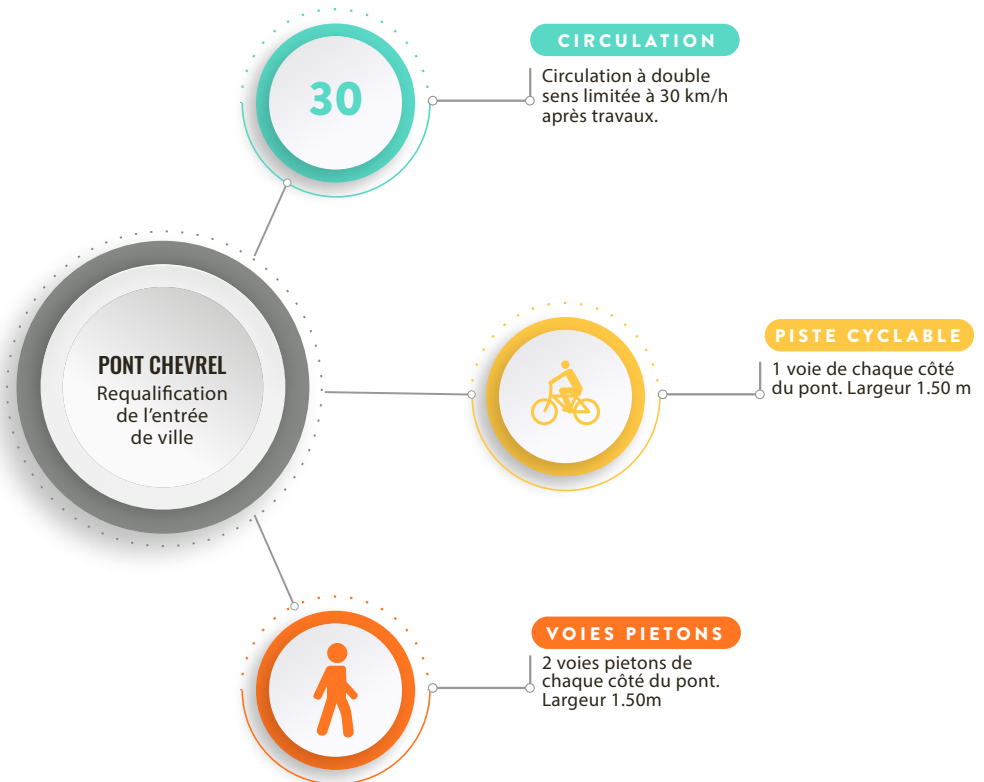 CIRCULATION
Circulation à double
sens limitée à 30 km/h
après travaux.
30
PONT CHEVREL
Requalification
de l'entrée
de ville
PISTE CYCLABLE
1 voie de chaque côté
du pont. Largeur 1.50 m
VOIES PIETONS
2 voies pietons de
chaque côté du pont.
Largeur 1.50m